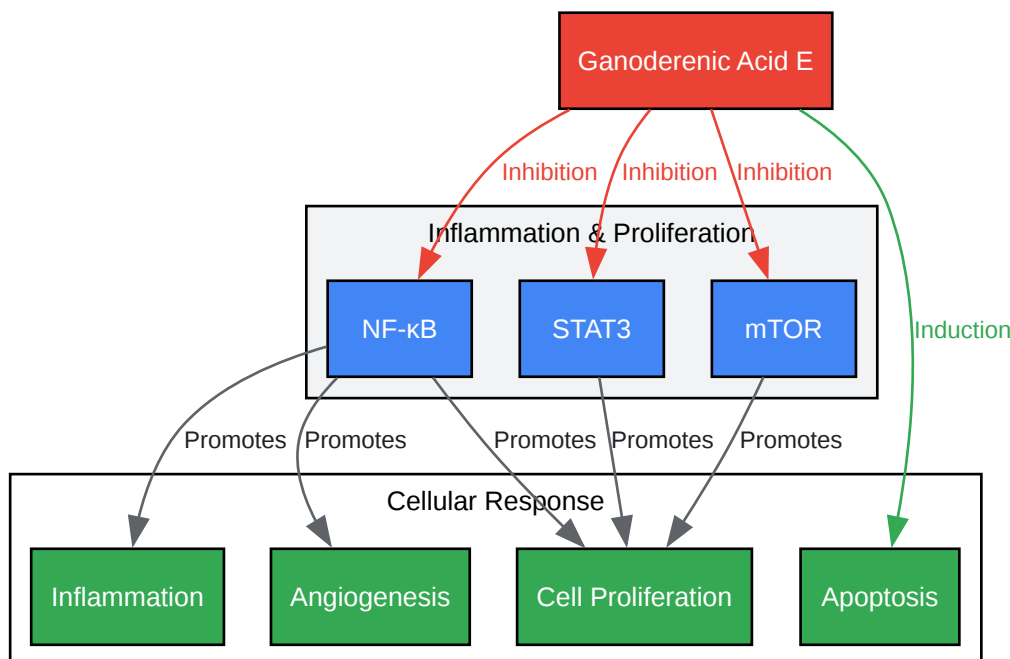 Ganoderenic Acid E
Inhibition
Inhibition
Inhibition
Inflammation & Proliferation
NF-κB
STAT3
mTOR
Induction
Promotes
Promotes
Promotes
Promotes
Promotes
Cellular Response
Inflammation
Angiogenesis
Cell Proliferation
Apoptosis